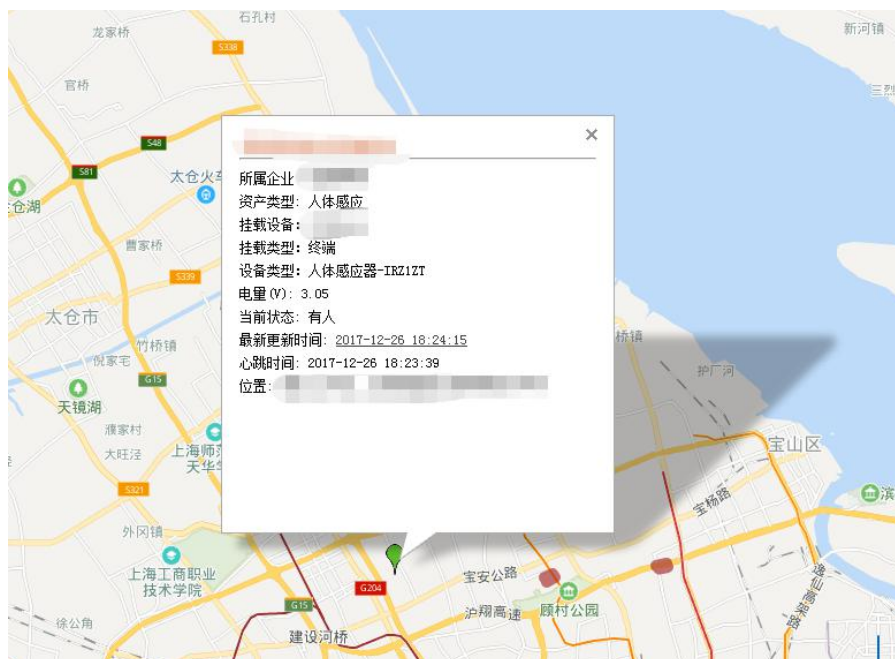 石孔村
龙家桥
新河镇
S338
官桥
S48
S81
太仓火车
曹家桥
S339
太仓市
竹桥镇
倪家宅
G15
天镜湖
濮家村
大旺泾
上海师范
天华学
S321
外冈镇
上海工商职业
技术学院
徐公角
G15
建设河桥
G204
宝安公路
沪翔高速
顾村公园
宝杨路
宝山区
护厂河
逸仙高架路
×
所属企业
资产类型: 人体感应
挂载设备:
挂载类型: 终端
设备类型: 人体感应器-IRZ1ZT
电量(V): 3.05
当前状态: 有人
最新更新时间: 2017-12-26 18:24:15
心跳时间: 2017-12-26 18:23:39
位置: